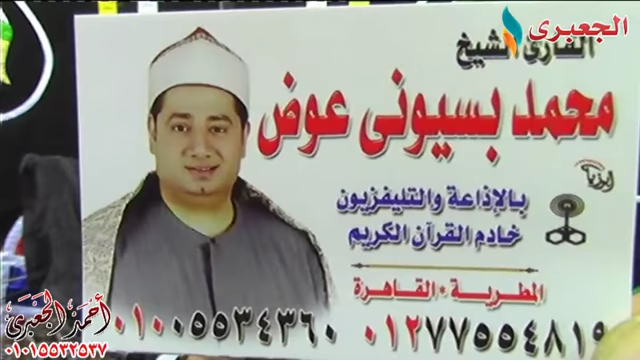 الجعبرى
القارئ الشيخ
محمد بسيونى عوض
بالإذاعة والتليفزيون
خادم القرآن الكريم
المطرية * القاهرة
٠١٠٠٥٥٣٤٣٦٠ ٠١٢٧٧٥٥٤٨١٩
أحمد الجعبرى
٠١٠١٥٥٣٢٥٣٧